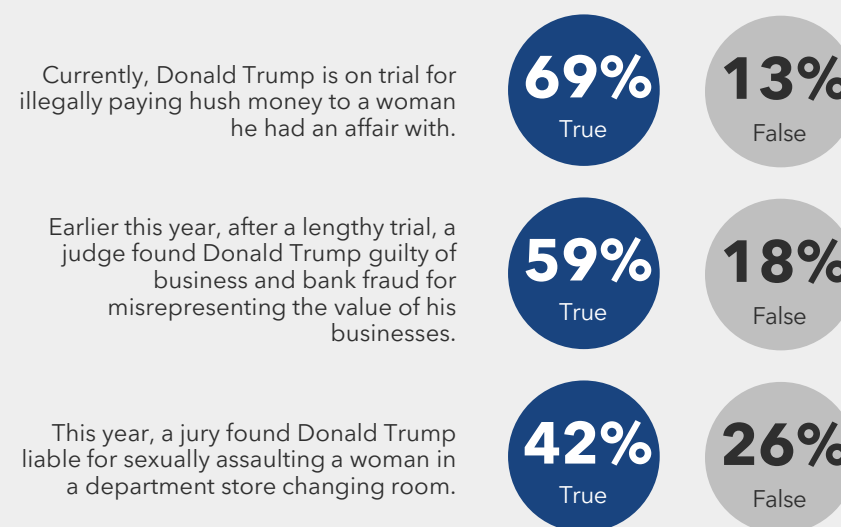 Currently, Donald Trump is on trial for
illegally paying hush money to a woman
he had an affair with.
69%
True
13%
False
Earlier this year, after a lengthy trial, a
judge found Donald Trump guilty of
business and bank fraud for
misrepresenting the value of his
businesses.
59%
True
18%
False
This year, a jury found Donald Trump
liable for sexually assaulting a woman in
a department store changing room.
42%
True
26%
False